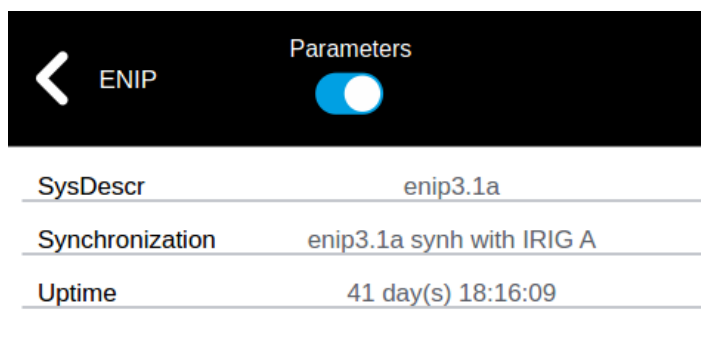 Parameters
ENIP
SysDescr enip3.1a
Synchronization enip3.1a synh with IRIG A
Uptime 41 day(s) 18:16:09